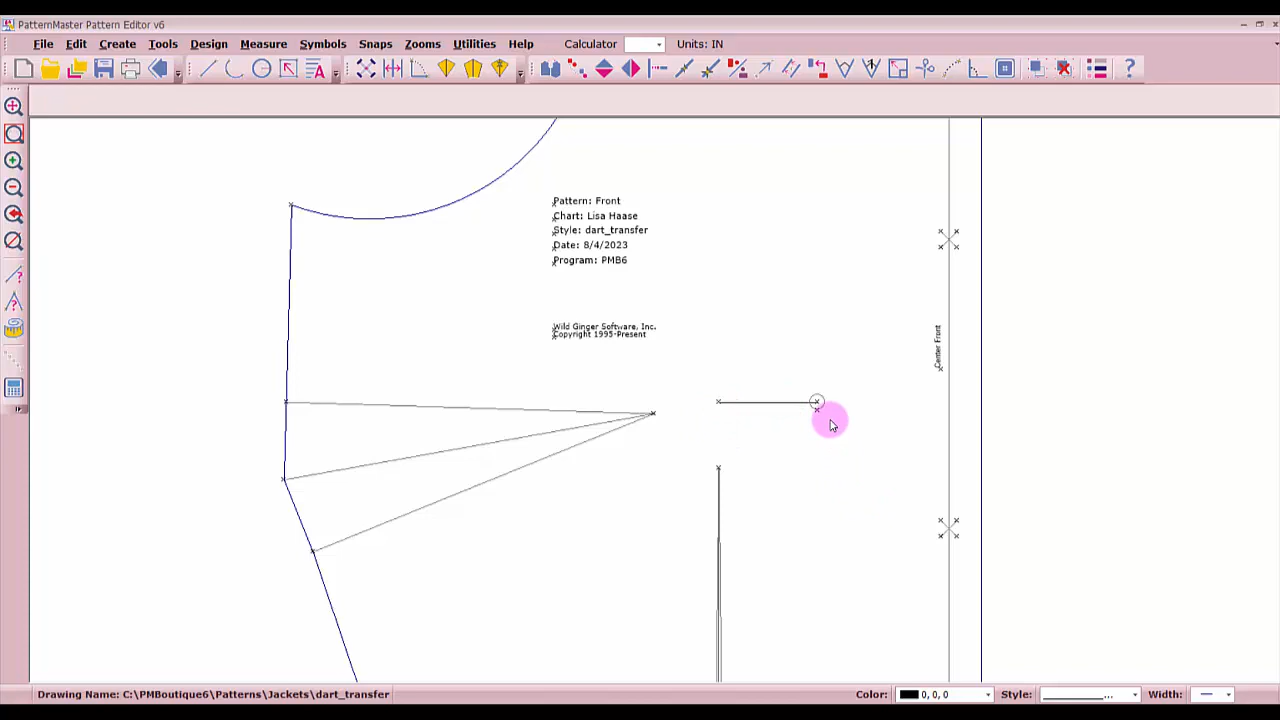 PatternMaster Pattern Editor v6
File Edit Create Tools Design Measure Symbols Snaps Zooms Utilities Help Calculator Units: IN
Pattern: Front
Chart: Lisa Haase
Style: dart_transfer
Date: 8/4/2023
Program: PMB6
Wild Ginger Software, Inc.
Copyright 1995-Present
Center Front
Drawing Name: C:\PMBoutique6\Patterns\Jackets\dart_transfer Color: 0, 0, 0 Style: ... Width: